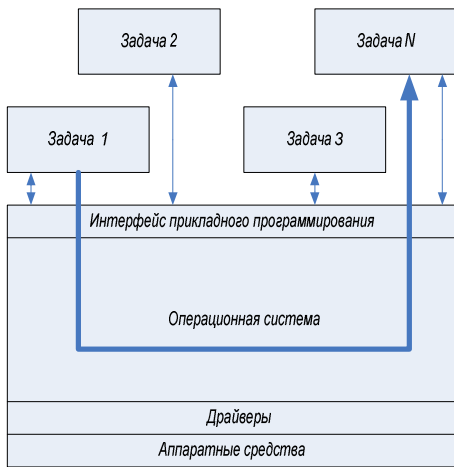 Задача 2
Задача N
Задача 1
Задача 3
Интерфейс прикладного программирования
Операционная система
Драйверы
Аппаратные средства